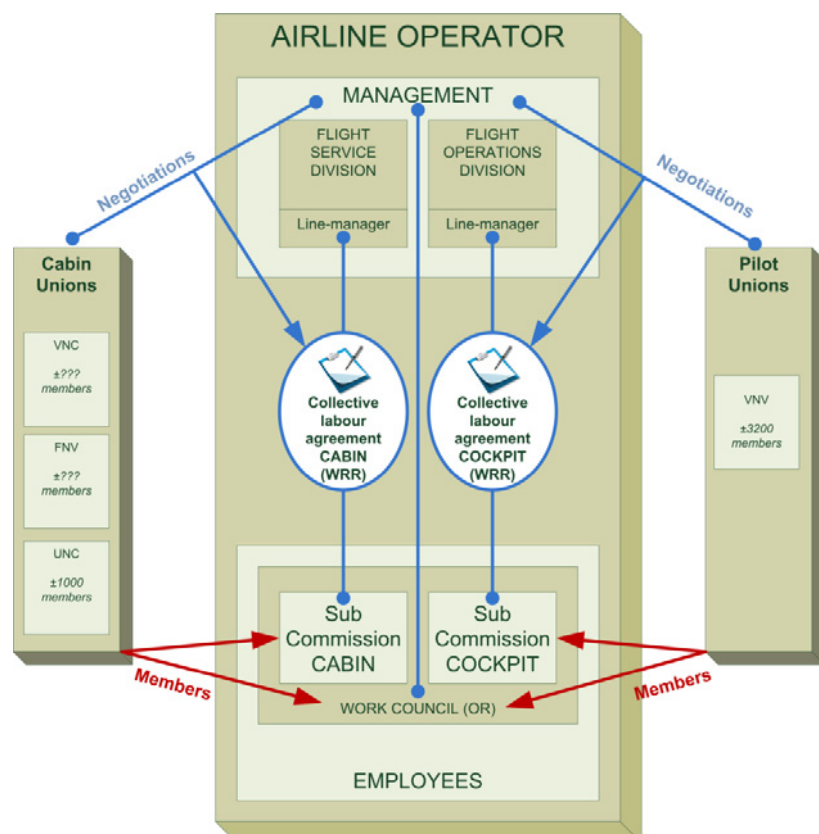 AIRLINE OPERATOR
MANAGEMENT
FLIGHT
SERVICE
DIVISION
Line-manager
FLIGHT
OPERATIONS
DIVISION
Line-manager
Negotiations
Negotiations
Cabin
Unions
VNC
±???
members
FNV
±???
members
UNC
±1000
members
Pilot
Unions
VNV
±3200
members
Collective
labour
agreement
CABIN
(WRR)
Collective
labour
agreement
COCKPIT
(WRR)
Sub
Commission
CABIN
Sub
Commission
COCKPIT
Members
Members
WORK COUNCIL (OR)
EMPLOYEES